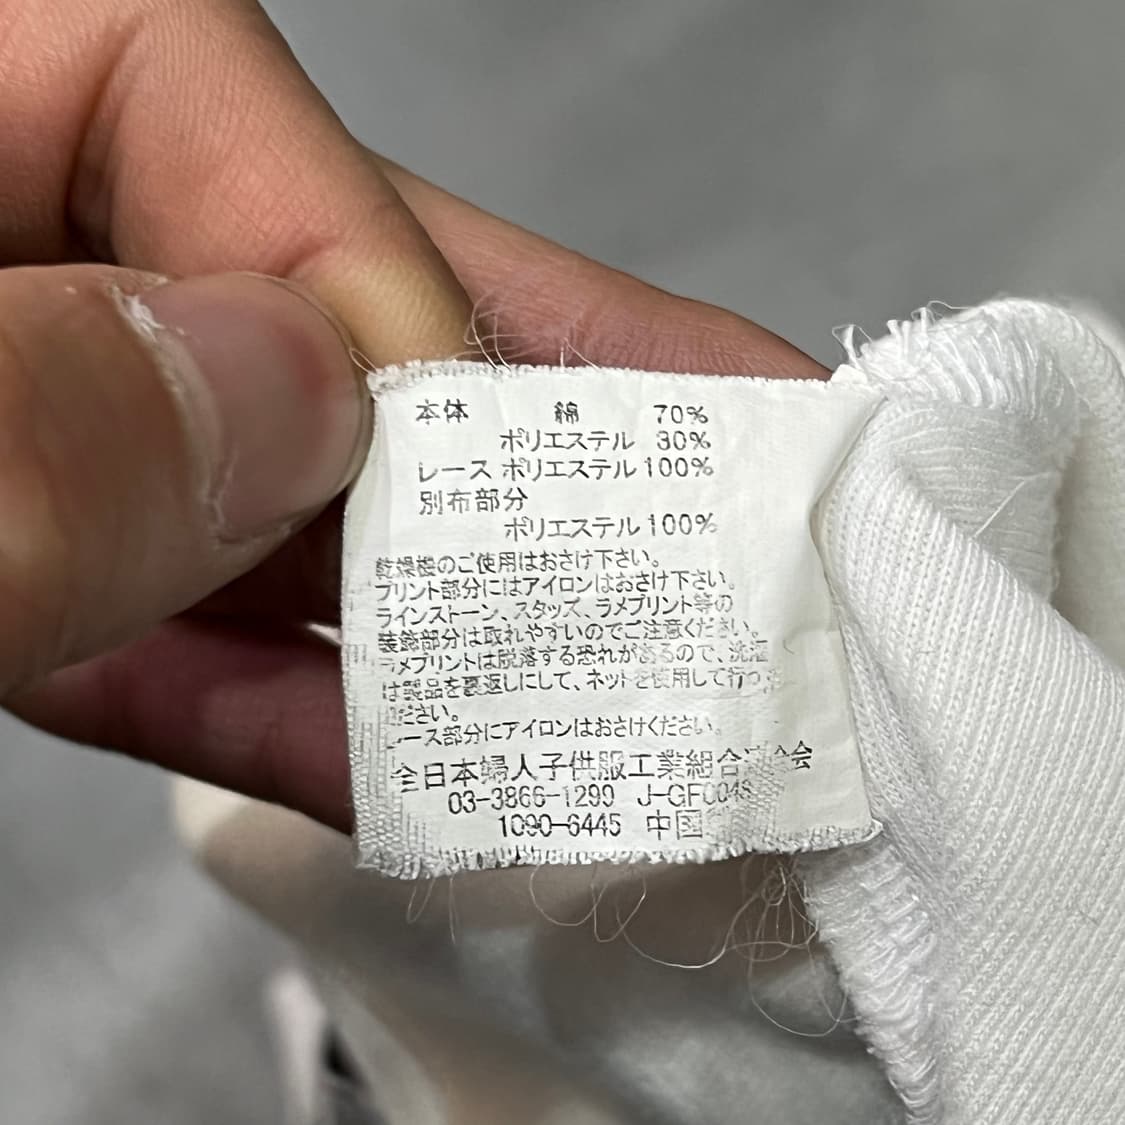 本体 綿 70%
ポリエステル 30%
レース ポリエステル 100%
別布部分
ポリエステル 100%
乾燥機のご使用はおさけ下さい。
プリント部分にはアイロンはおさけ下さい。
ラインストーン、スタッズ、ラメプリント等の
装飾部分は取れやすいのでご注意ください。
ラメプリントは脱落する恐れがあるので、洗濯
は製品を裏返しにして、ネットを使用して行っ
ださい。
ース部分にアイロンはおさけください。
全日本婦人子供服工業組合連合会
03-3866-1299 J-GF0048
1090-6445 中国